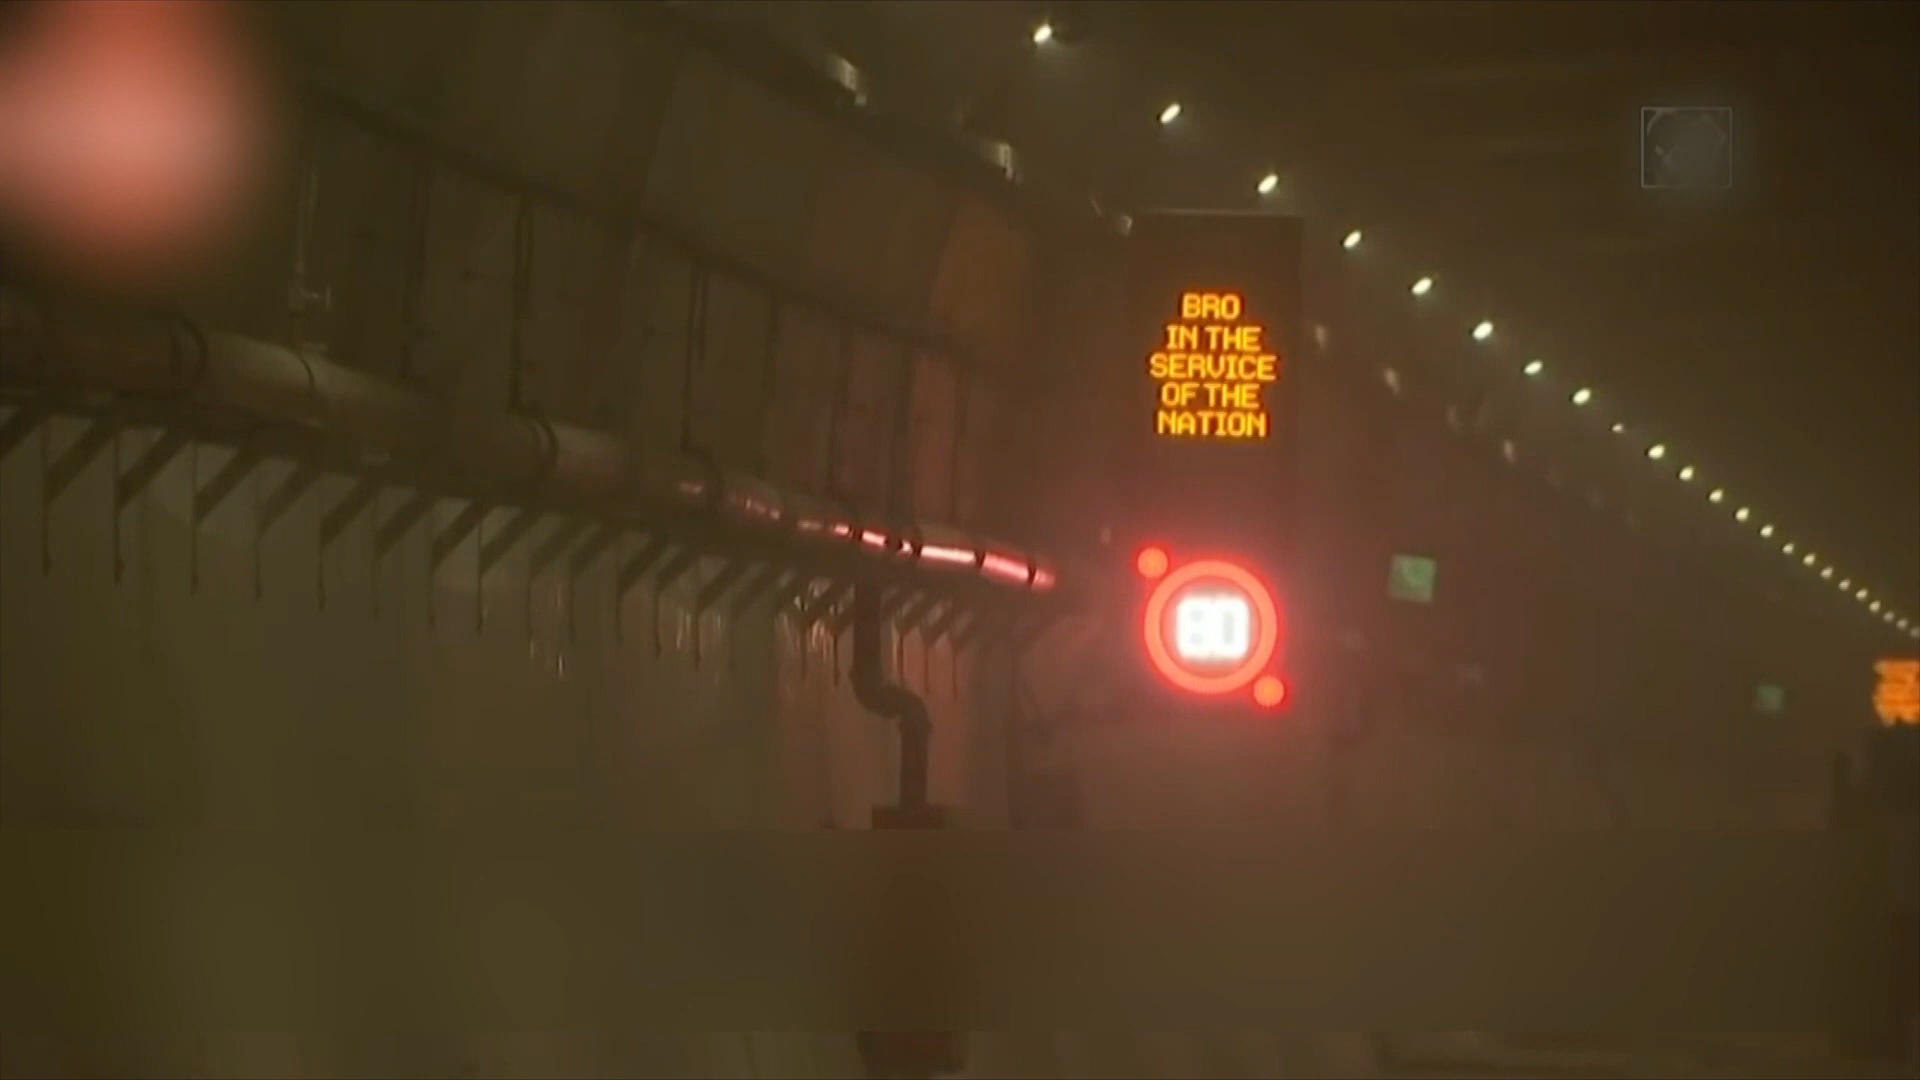 BRO
IN THE
SERVICE
OF THE
NATION
80